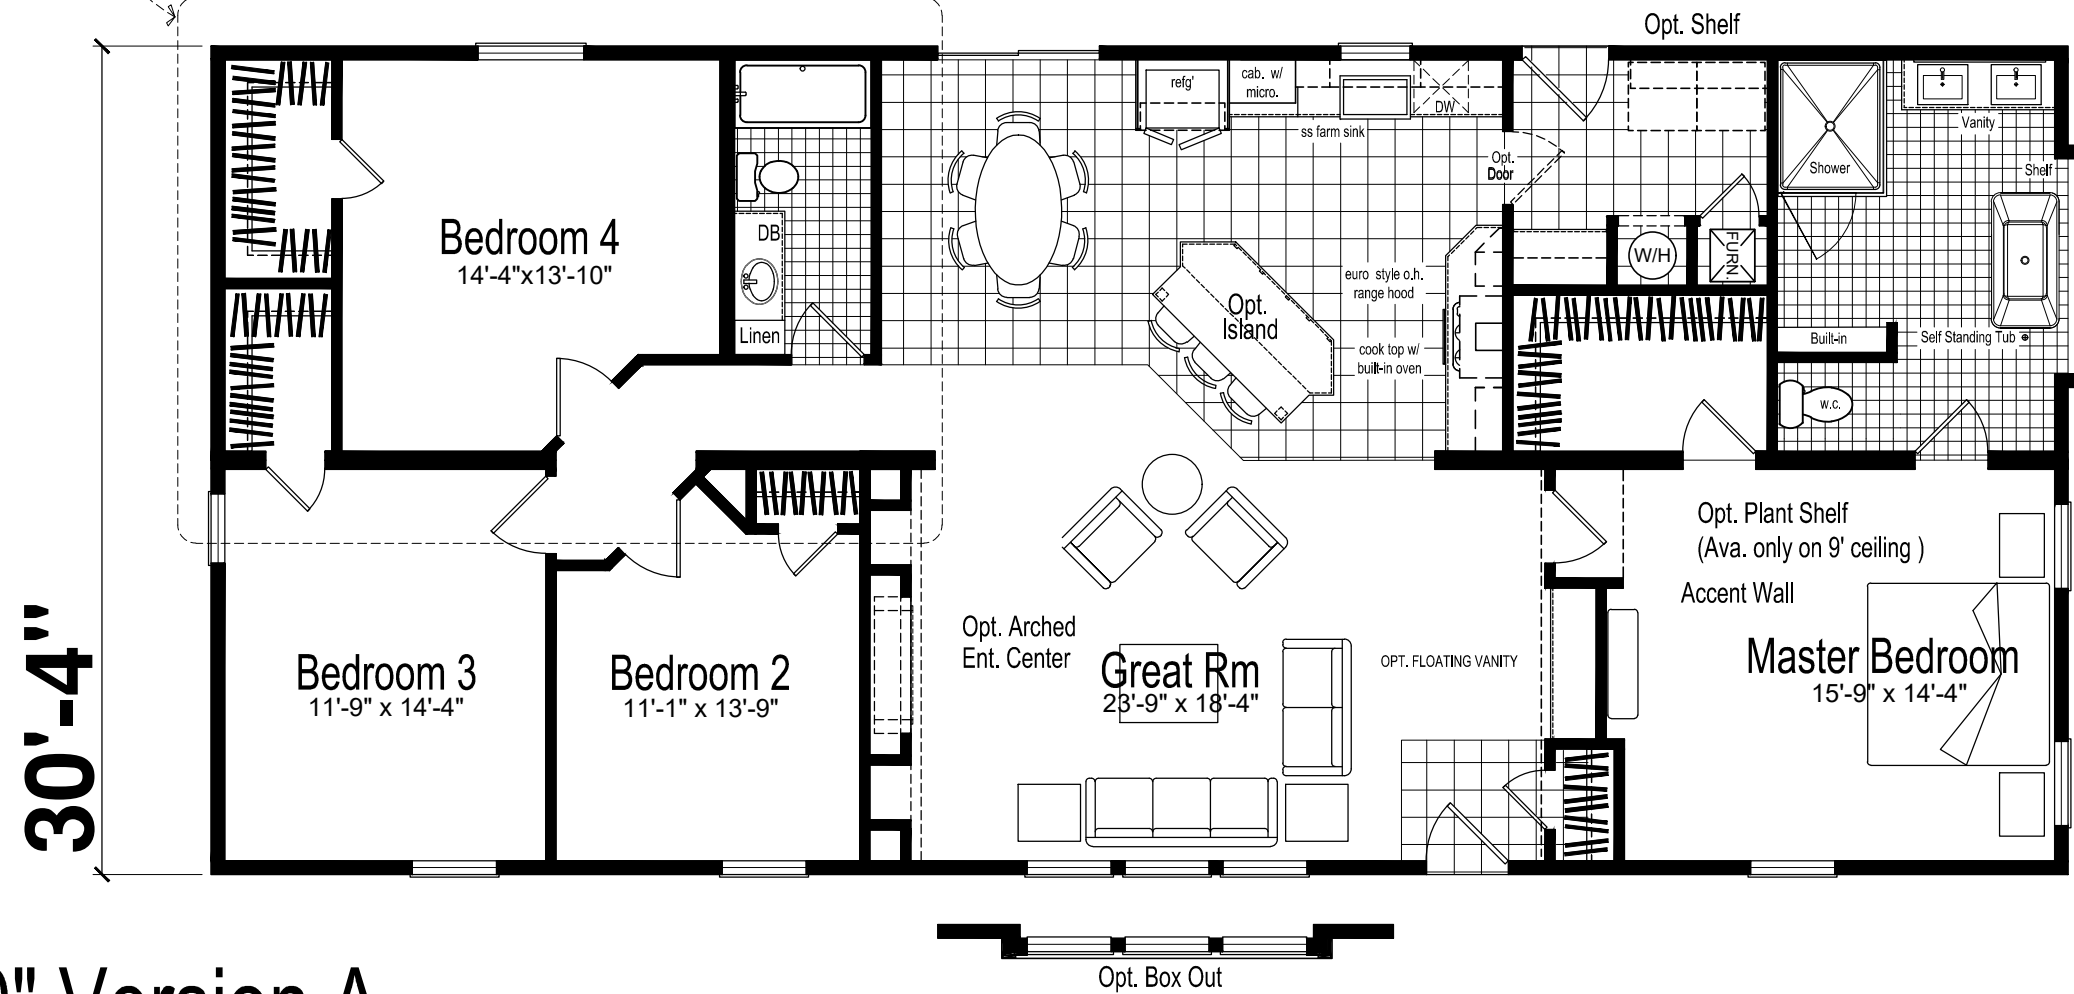 Opt. Shelf
refg'
cab. w/
micro.
DW
ss farm sink
Vanity
Opt.
Door
Shower
Shelf
Bedroom 4
14'-4"x13'-10"
DB
W/H
FURN.
euro style o.h.
range hood
Opt.
Island
Linen
cook top w/
built-in oven
Built-in
Self Standing Tub
w.c.
Opt. Plant Shelf
(Ava. only on 9' ceiling )
Accent Wall
30'-4"
Opt. Arched
Ent. Center
Bedroom 3
11'-9" x 14'-4"
Bedroom 2
11'-1" x 13'-9"
Great Rm
23'-9" x 18'-4"
OPT. FLOATING VANITY
Master Bedroom
15'-9" x 14'-4"
Opt. Box Out
" Version A